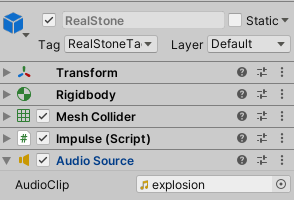 RealStone Static
Tag RealStoneTa Layer Default
Transform
Rigidbody
Mesh Collider
# Impulse (Script)
Audio Source
AudioClip explosion